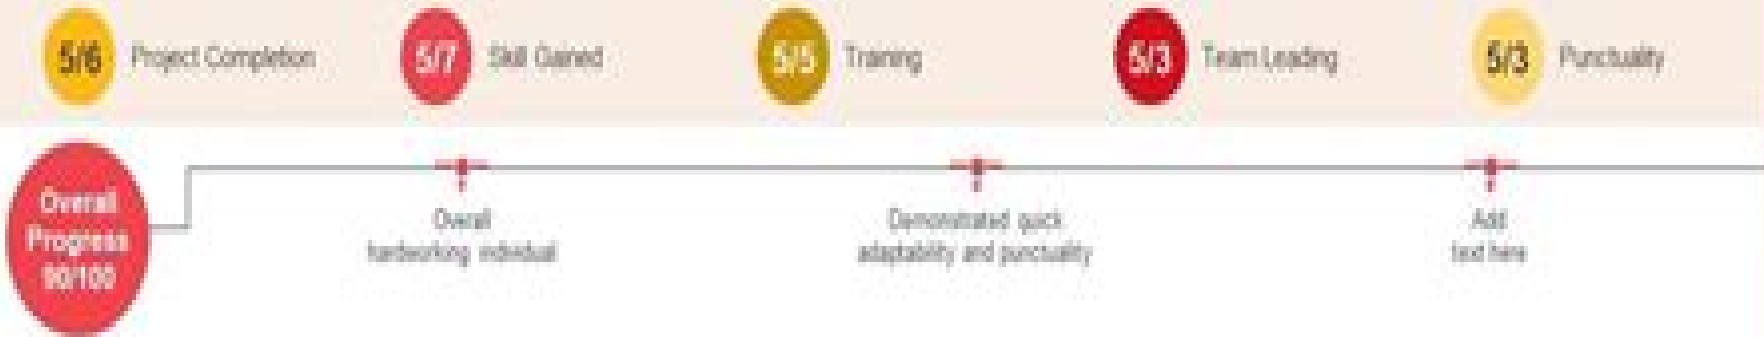 5/6 Project Completion
5/7 Skill Gained
5/5 Training
5/3 Team Leading
5/3 Punctuality
Overall
Progress
90/100
Overall
hardworking individual
Demonstrated quick
adaptability and punctuality
Add
text here